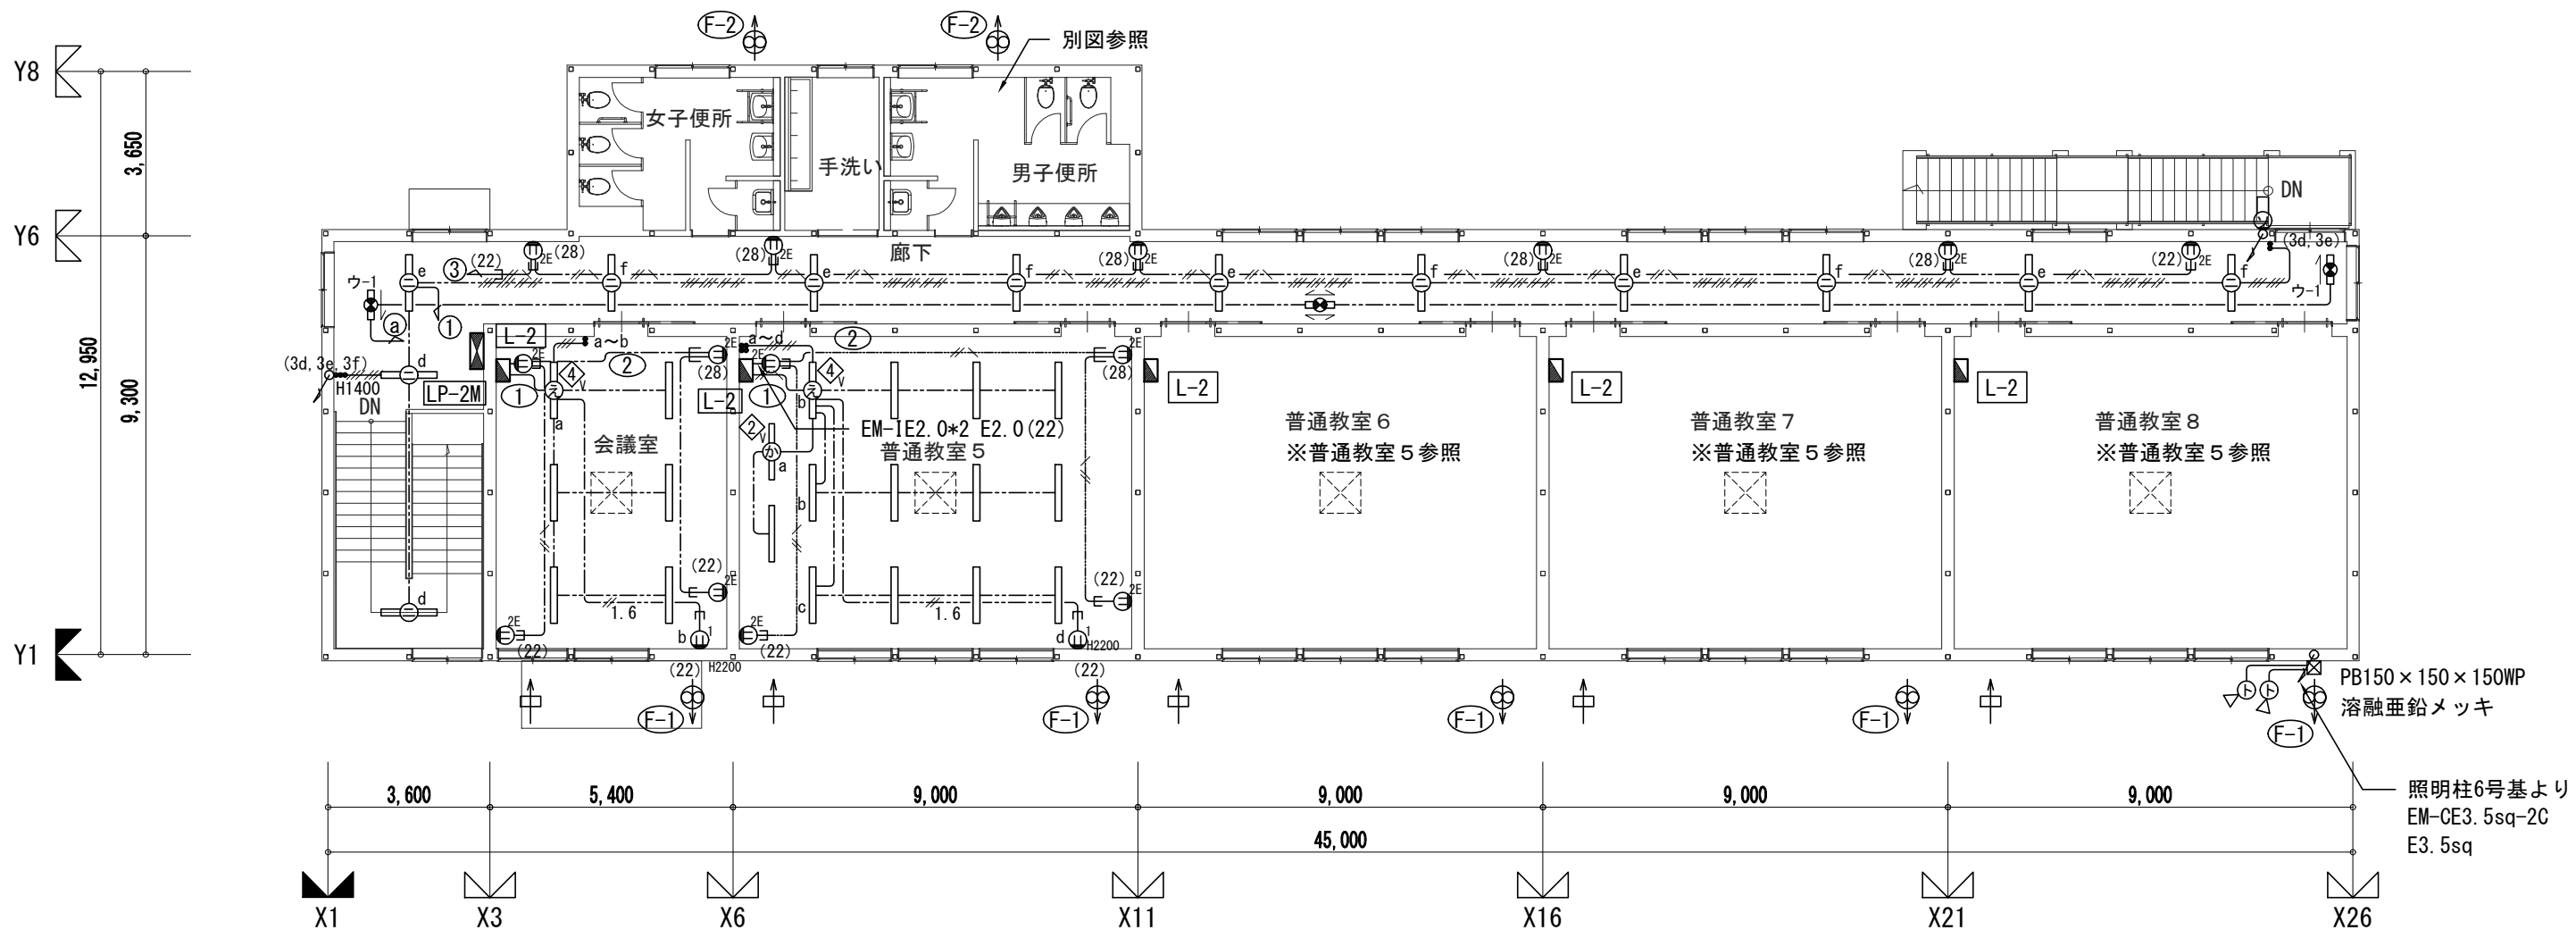 F-2
F-2
別図参照
Y8
3,650
女子便所
手洗い
男子便所
DN
Y6
廊下
2E
(28)
(28)
2E
(28)
2E
(28)
2E
(28)
2E
(22)
2E
(3d,3e)
③
(22)
e
f
e
f
e
f
e
f
e
f
ウ-1
ウ-1
ⓐ
①
12,950
9,300
(3d,3e,3f)
H1400
DN
d
LP-2M
L-2
2E
a~b
2
2E
(28)
1
4
V
え
a
会議室
L-2
a~d
2
2E
2E
(28)
1
4
V
え
b
2
V
か
a
EM-IE2.0*2 E2.0(22)
普通教室５
b
c
L-2
普通教室６
※普通教室５参照
L-2
普通教室７
※普通教室５参照
L-2
普通教室８
※普通教室５参照
(22)
2E
(22)
2E
1.6
1.6
d
2E
(22)
b
1
H2200
(22)
2E
(22)
d
1
H2200
(22)
Y1
F-1
F-1
F-1
F-1
F-1
ト
ト
PB150×150×150WP
溶融亜鉛メッキ
照明柱6号基より
EM-CE3.5sq-2C
E3.5sq
3,600
5,400
9,000
9,000
9,000
9,000
45,000
X1
X3
X6
X11
X16
X21
X26